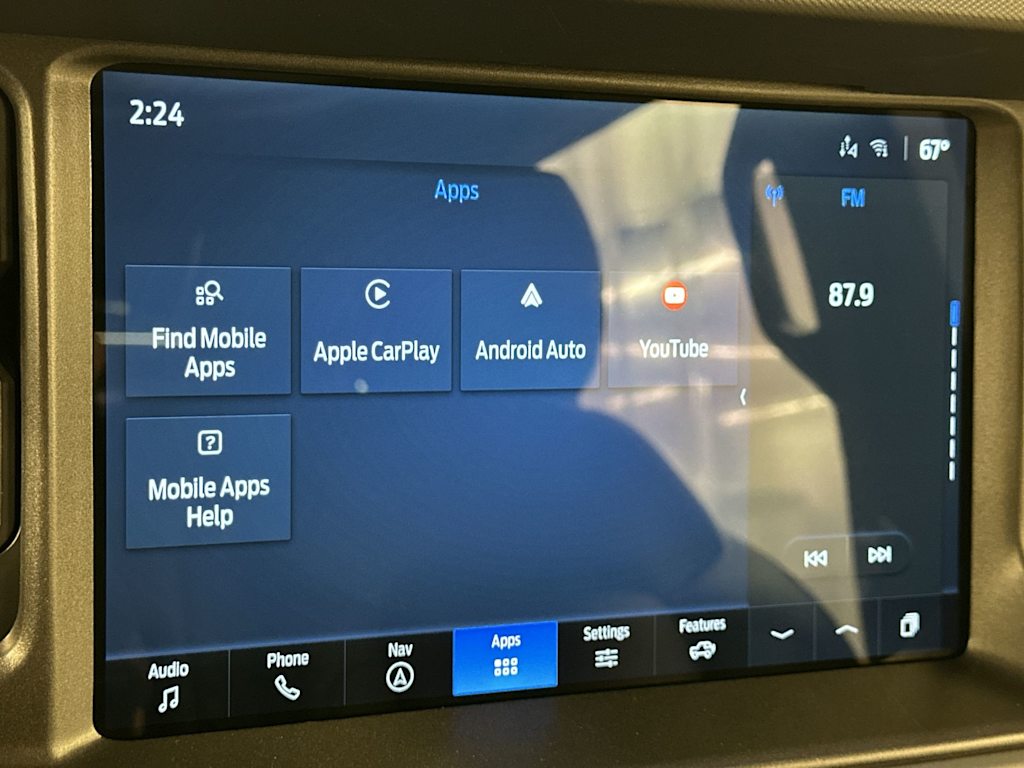 2:24
67°
Apps
FM
87.9
Find Mobile
Apps
Apple CarPlay
Android Auto
YouTube
Mobile Apps
Help
Audio
Phone
Nav
Apps
Settings
Features